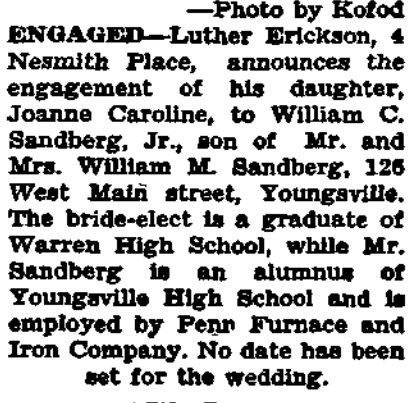 —Photo by Kofod
ENGAGED—Luther Erickson, 4
Nesmith Place, announces the
engagement of his daughter,
Joanne Caroline, to William C.
Sandberg, Jr., son of Mr. and
Mrs. William M. Sandberg, 126
West Main street, Youngsville.
The bride-elect is a graduate of
Warren High School, while Mr.
Sandberg is an alumnus of
Youngsville High School and is
employed by Penn Furnace and
Iron Company. No date has been
set for the wedding.